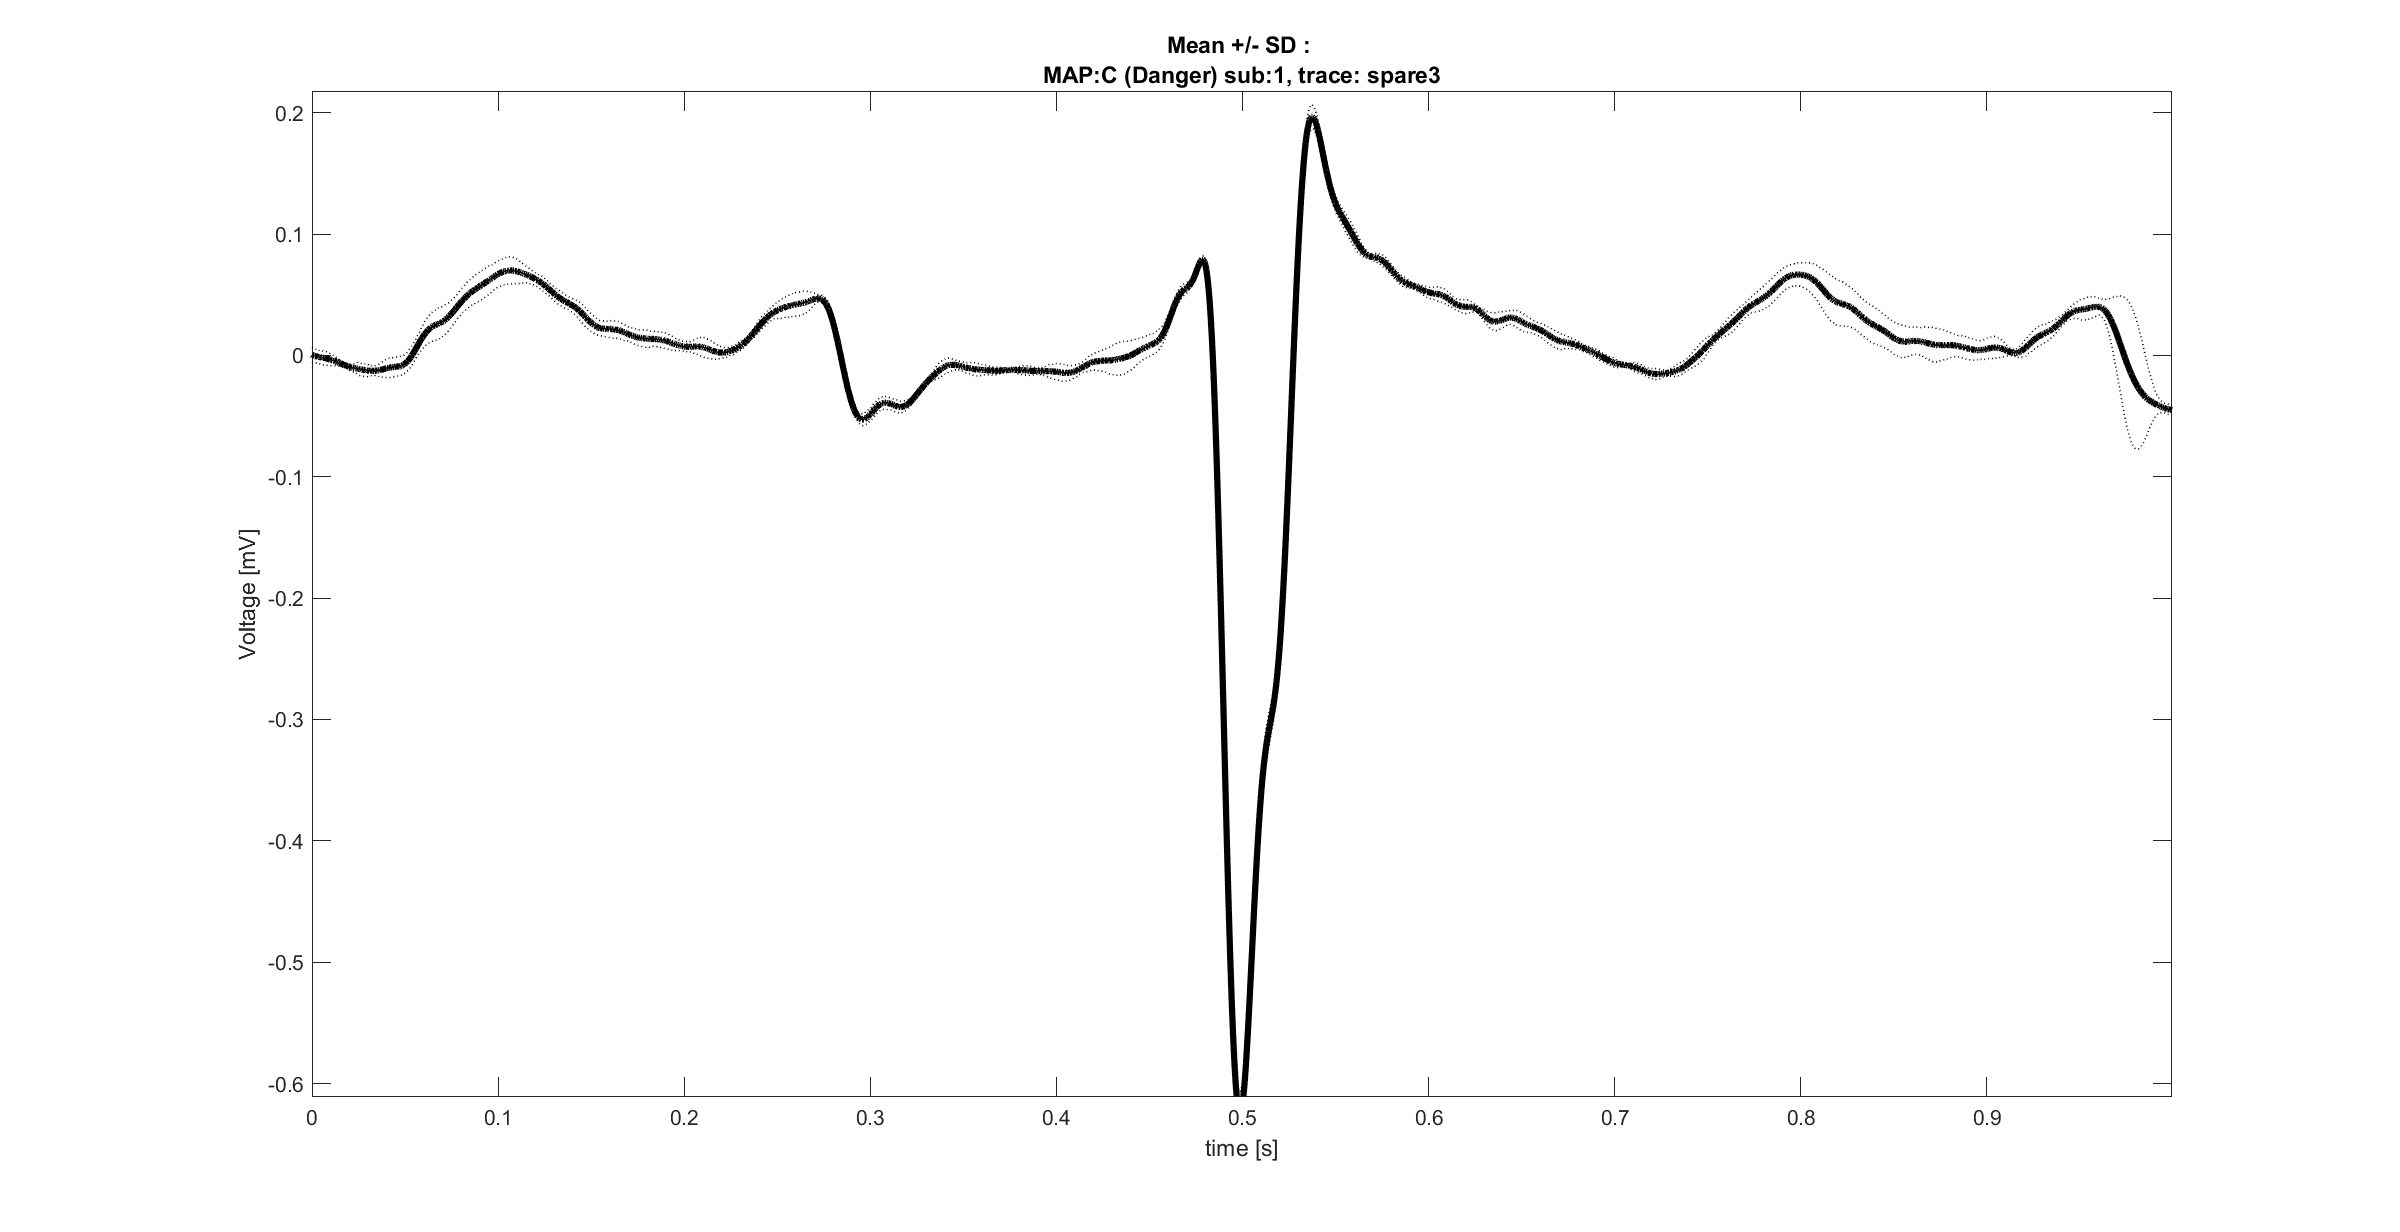 Mean +/- SD :
MAP:C (Danger) sub:1, trace: spare3
0.2
0.1
0
-0.1
-0.2
-0.3
-0.4
-0.5
-0.6
Voltage [mV]
0 0.1 0.2 0.3 0.4 0.5 0.6 0.7 0.8 0.9
time [s]